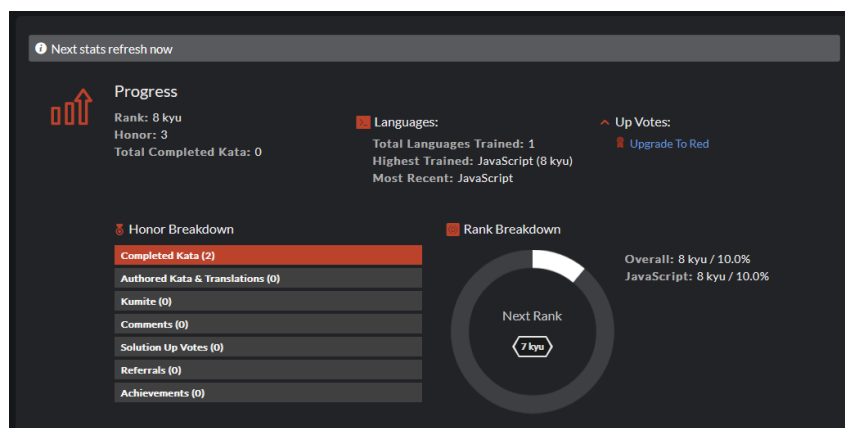 Next stats refresh now
Progress
Rank: 8 kyu
Honor: 3
Total Completed Kata: 0
Languages:
Total Languages Trained: 1
Highest Trained: JavaScript (8 kyu)
Most Recent: JavaScript
Up Votes:
Upgrade To Red
Honor Breakdown
Completed Kata (2)
Authored Kata & Translations (0)
Kumite (0)
Comments (0)
Solution Up Votes (0)
Referrals (0)
Achievements (0)
Rank Breakdown
Next Rank
7 kyu
Overall: 8 kyu / 10.0%
JavaScript: 8 kyu / 10.0%